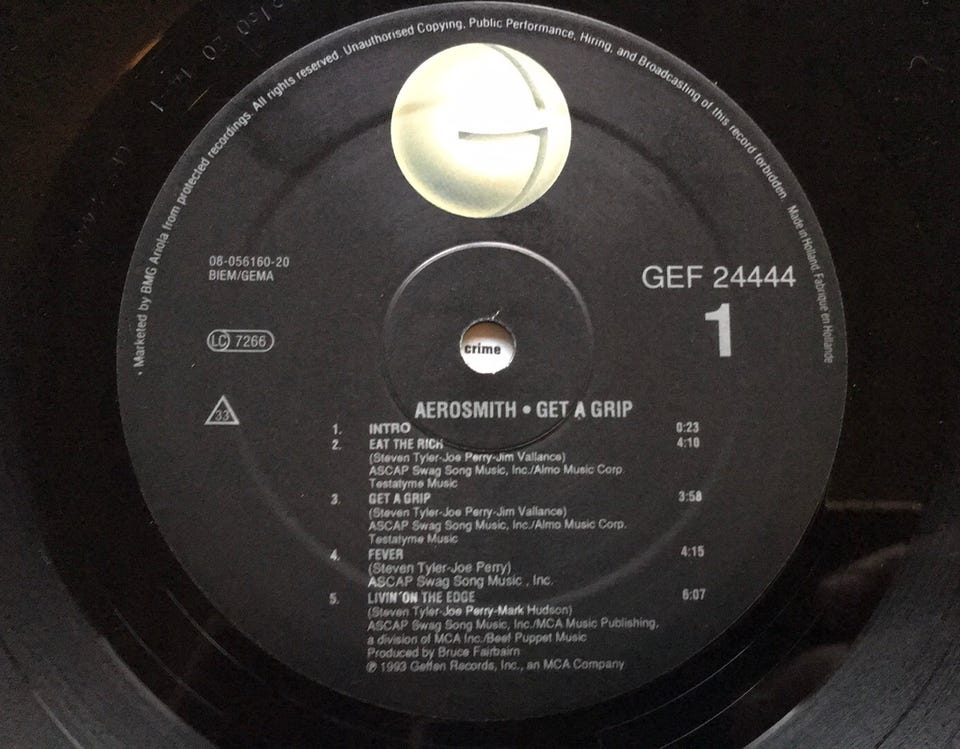 • Marketed by BMG Ariola from protected recordings. All rights reserved. Unauthorised Copying, Public Performance, Hiring, and Broadcasting of this record forbidden. Made in Holland, Fabriqué en Hollande
08-056160-20
BIEM/GEMA
GEF 24444
1
LC 7266
crime
33
AEROSMITH • GET A GRIP
1. INTRO 0:23
2. EAT THE RICH 4:10
(Steven Tyler-Joe Perry-Jim Vallance)
ASCAP Swag Song Music, Inc./Almo Music Corp.
Testatyme Music
3. GET A GRIP 3:58
(Steven Tyler-Joe Perry-Jim Vallance)
ASCAP Swag Song Music, Inc./Almo Music Corp.
Testatyme Music
4. FEVER 4:15
(Steven Tyler-Joe Perry)
ASCAP Swag Song Music , Inc.
5. LIVIN´ON THE EDGE 6:07
(Steven Tyler-Joe Perry-Mark Hudson)
ASCAP Swag Song Music, Inc./MCA Music Publishing,
a division of MCA Inc./Beef Puppet Music
Produced by Bruce Fairbairn
℗ 1993 Geffen Records, Inc., an MCA Company